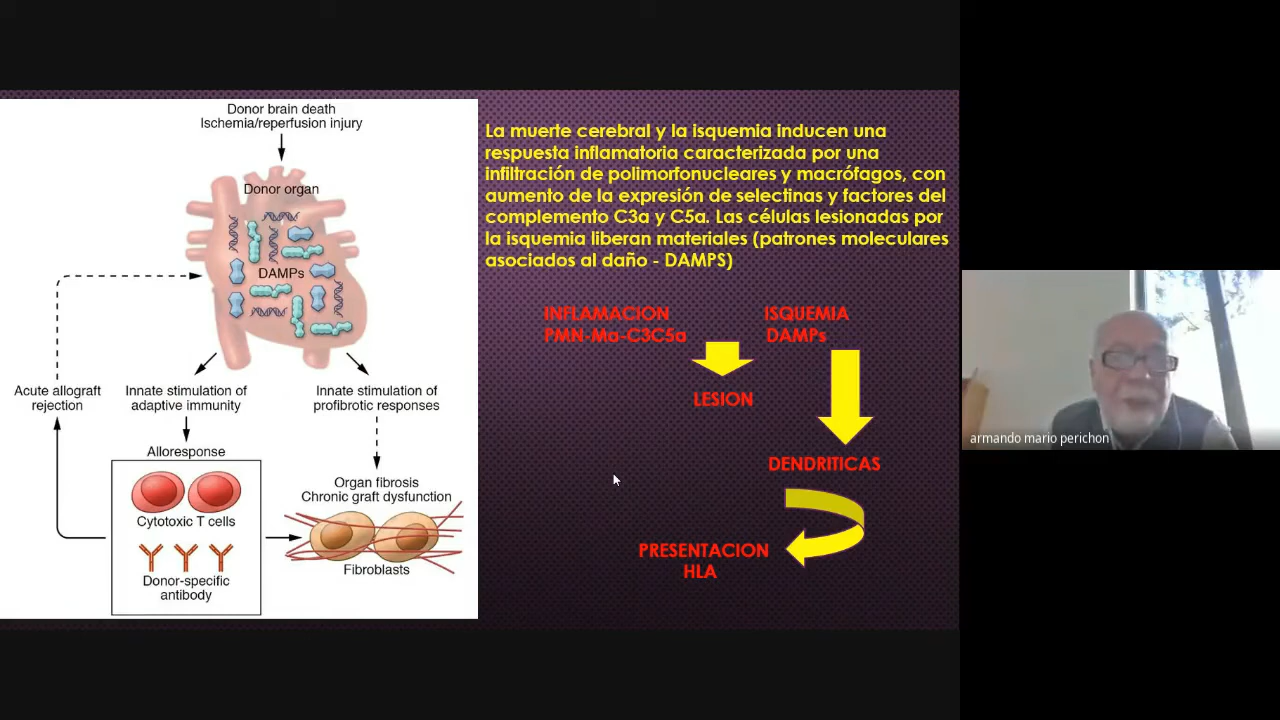 Donor brain death
Ischemia/reperfusion injury
Donor organ
DAMPs
Acute allograft
rejection
Innate stimulation of
adaptive immunity
Innate stimulation of
profibrotic responses
Alloresponse
Cytotoxic T cells
Donor-specific
antibody
Organ fibrosis
Chronic graft dysfunction
Fibroblasts
La muerte cerebral y la isquemia inducen una
respuesta inflamatoria caracterizada por una
infiltración de polimorfonucleares y macrófagos, con
aumento de la expresión de selectinas y factores del
complemento C3a y C5a. Las células lesionadas por
la isquemia liberan materiales (patrones moleculares
asociados al daño - DAMPS)
INFLAMACION
PMN-Ma-C3C5a
ISQUEMIA
DAMPs
LESION
DENDRITICAS
PRESENTACION
HLA
armando mario perichon